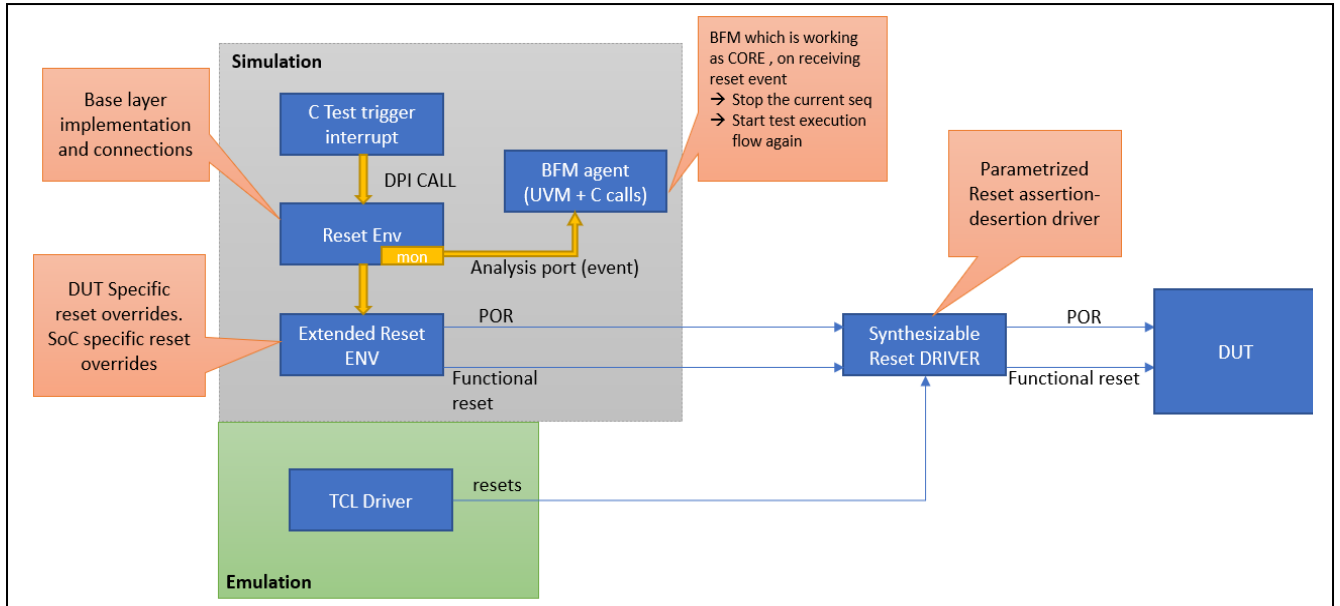 Simulation
Base layer
implementation
and connections
C Test trigger
interrupt
DPI CALL
BFM agent
(UVM + C calls)
BFM which is working
as CORE , on receiving
reset event
→ Stop the current seq
→ Start test execution
flow again
Parametrized
Reset assertion-
desertion driver
Reset Env
mon
Analysis port (event)
DUT Specific
reset overrides.
SoC specific reset
overrides
Extended Reset
ENV
POR
Functional
reset
Synthesizable
Reset DRIVER
POR
Functional reset
DUT
TCL Driver
resets
Emulation